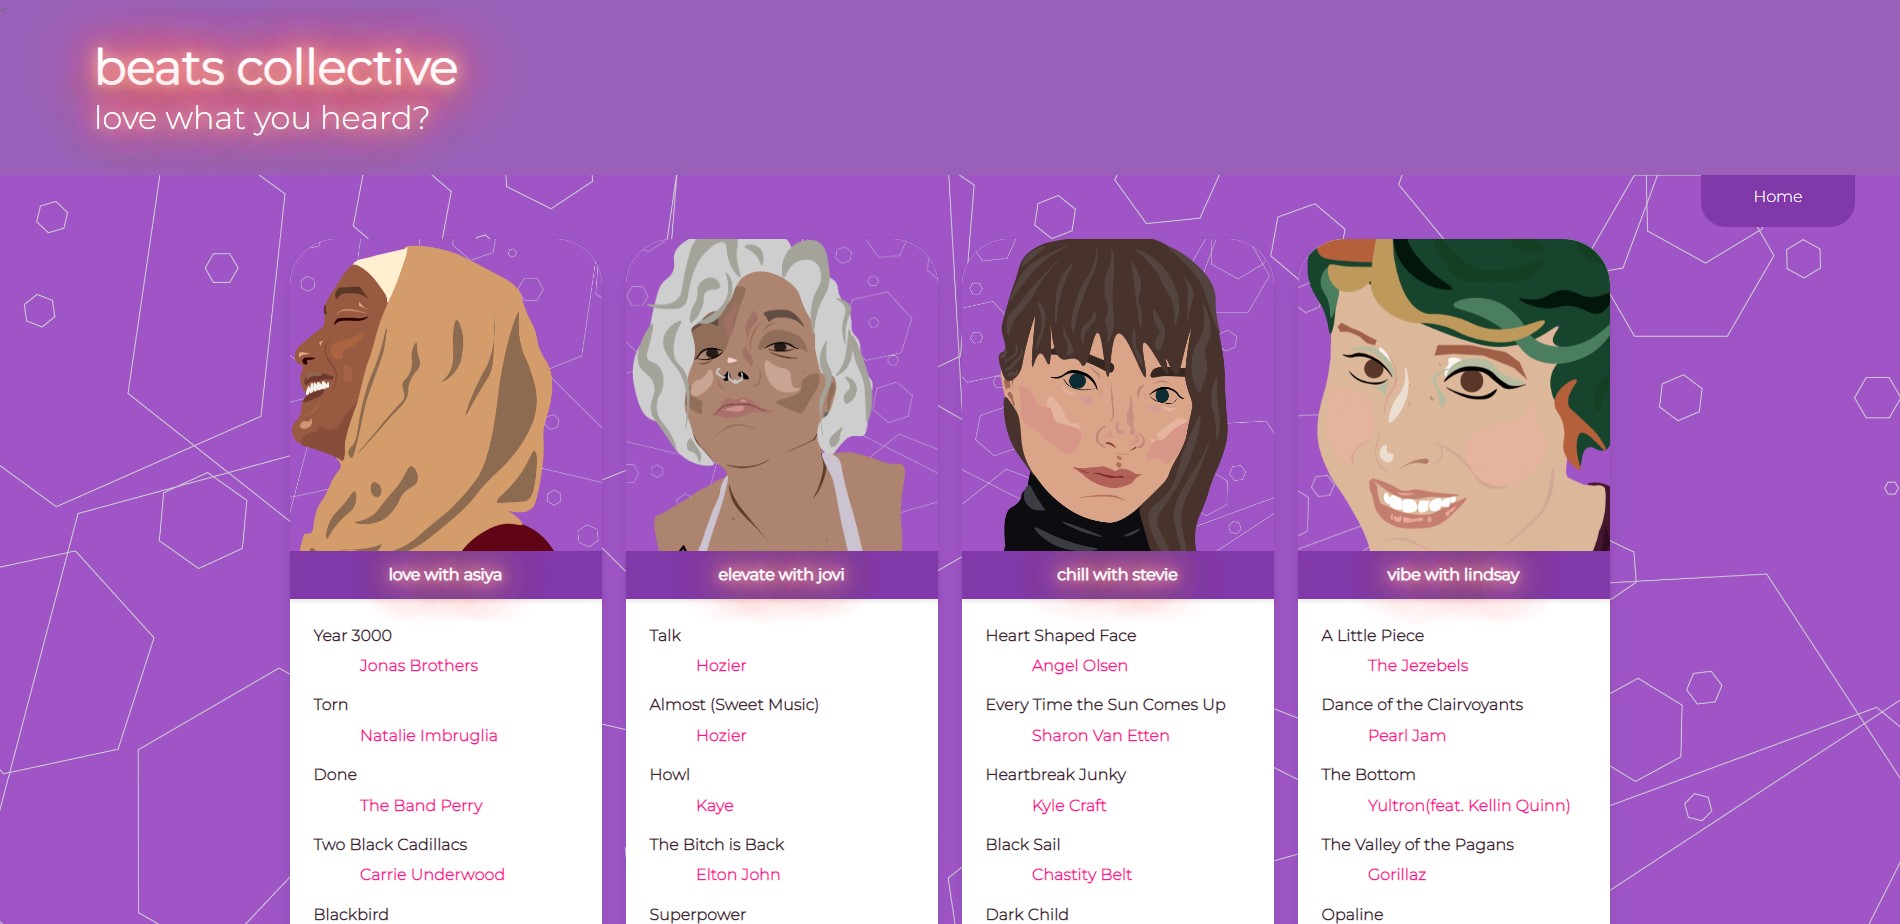 beats collective
love what you heard?
Home
love with asiya
Year 3000
Jonas Brothers
Torn
Natalie Imbruglia
Done
The Band Perry
Two Black Cadillacs
Carrie Underwood
Blackbird
elevate with jovi
Talk
Hozier
Almost (Sweet Music)
Hozier
Howl
Kaye
The Bitch is Back
Elton John
Superpower
chill with stevie
Heart Shaped Face
Angel Olsen
Every Time the Sun Comes Up
Sharon Van Etten
Heartbreak Junky
Kyle Craft
Black Sail
Chastity Belt
Dark Child
vibe with lindsay
A Little Piece
The Jezebels
Dance of the Clairvoyants
Pearl Jam
The Bottom
Yultron(feat. Kellin Quinn)
The Valley of the Pagans
Gorillaz
Opaline